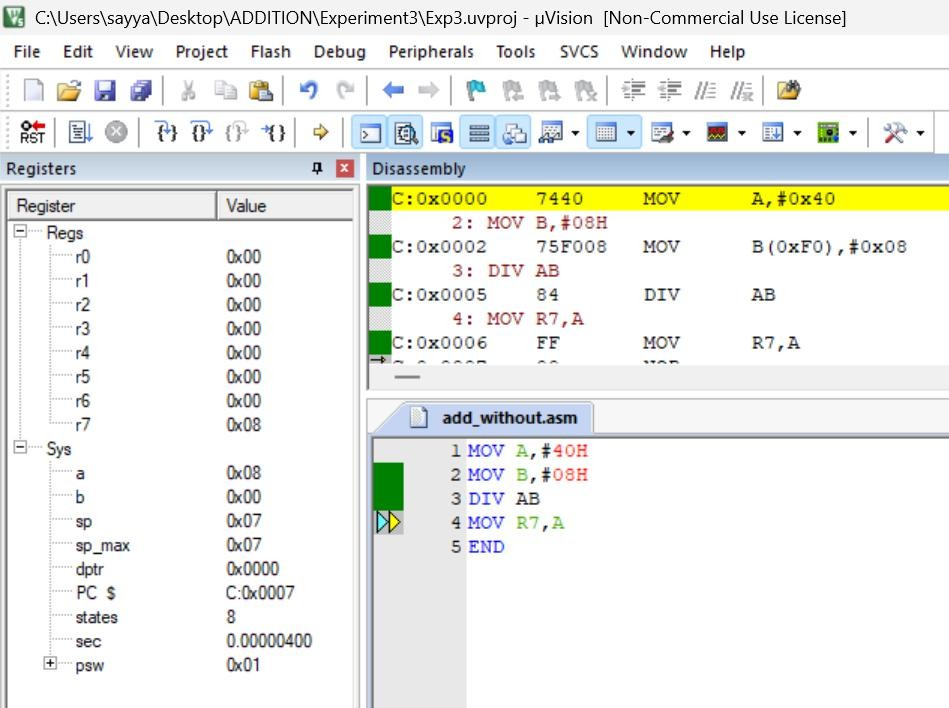 C:\Users\sayya\Desktop\ADDITION\Experiment3\Exp3.uvproj - µVision [Non-Commercial Use License]
File Edit View Project Flash Debug Peripherals Tools SVCS Window Help
RST
Registers
Register Value
Regs
r0 0x00
r1 0x00
r2 0x00
r3 0x00
r4 0x00
r5 0x00
r6 0x00
r7 0x08
Sys
a 0x08
b 0x00
sp 0x07
sp_max 0x07
dptr 0x0000
PC $ C:0x0007
states 8
sec 0.00000400
psw 0x01
Disassembly
C:0x0000 7440 MOV A,#0x40
2: MOV B,#08H
C:0x0002 75F008 MOV B(0xF0),#0x08
3: DIV AB
C:0x0005 84 DIV AB
4: MOV R7,A
C:0x0006 FF MOV R7,A
add_without.asm
1 MOV A,#40H
2 MOV B,#08H
3 DIV AB
4 MOV R7,A
5 END